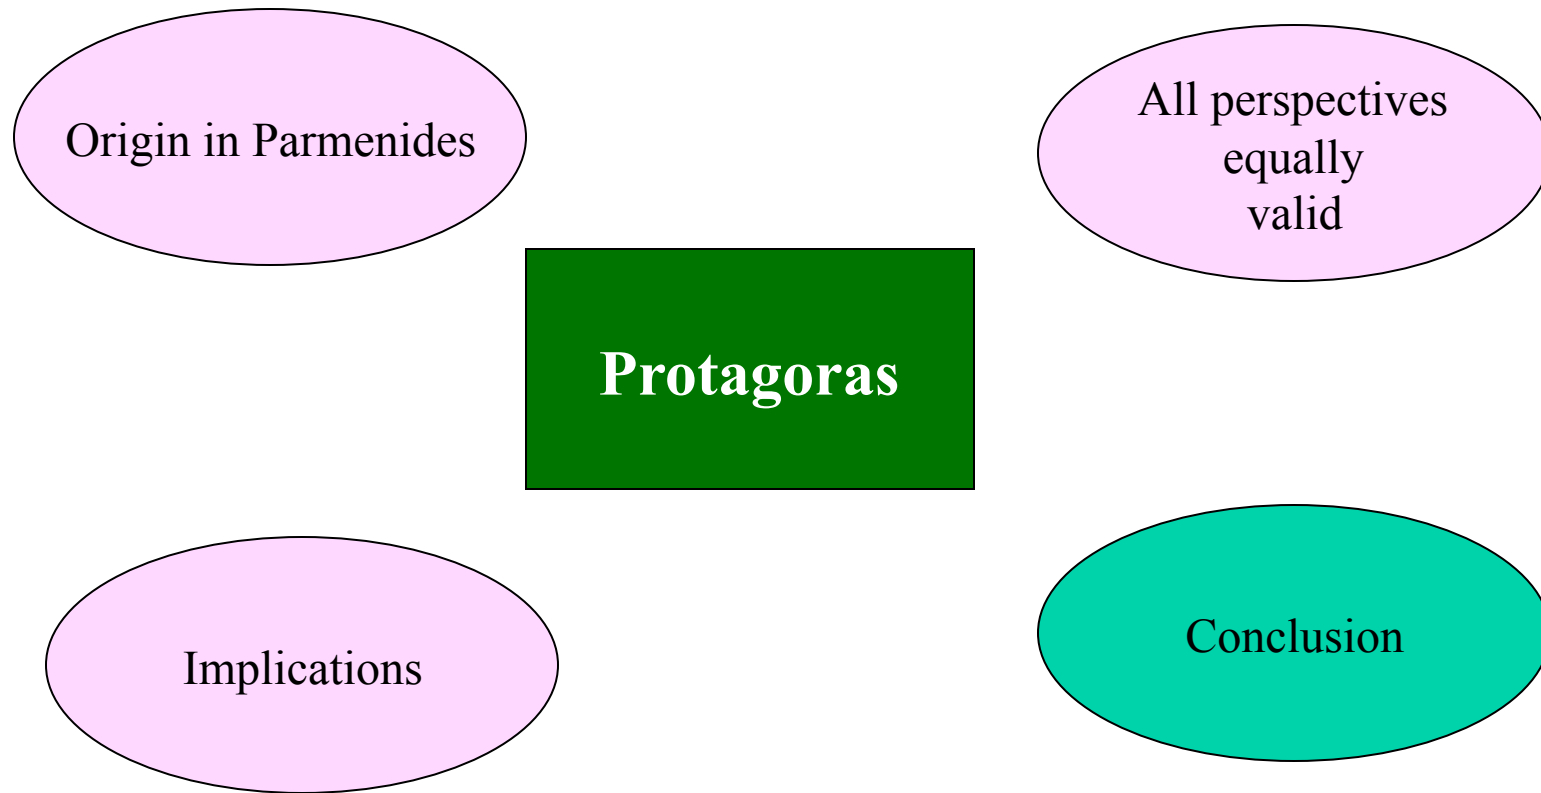 Origin in Parmenides
All perspectives
equally
valid
Protagoras
Implications
Conclusion